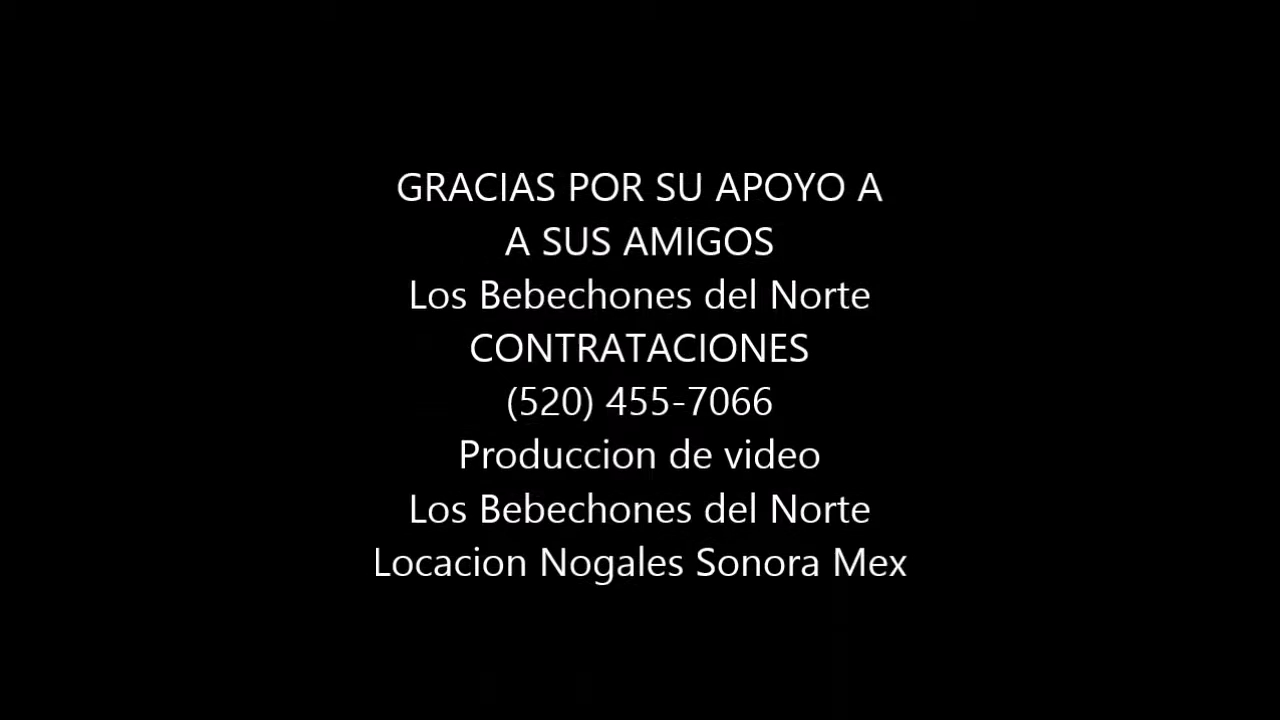 GRACIAS POR SU APOYO A
A SUS AMIGOS
Los Bebechones del Norte
CONTRATACIONES
(520) 455-7066
Produccion de video
Los Bebechones del Norte
Locacion Nogales Sonora Mex